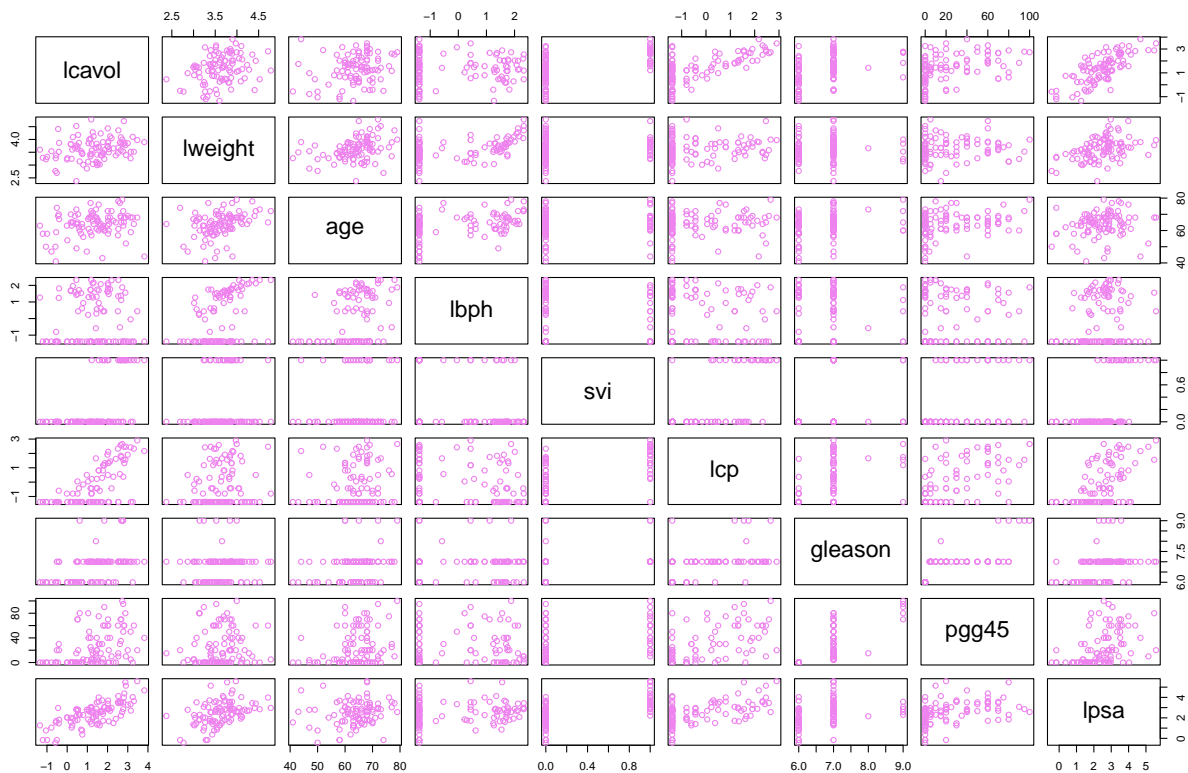 2.5 3.5 4.5 −1 0 1 2 −1 0 1 2 3 0 20 60 100
lcavol −1 1 3
2.5 4.0 lweight
age 40 60 80
−1 1 2 lbph
svi 0.0 0.6
−1 1 3 lcp
gleason 6.0 7.5 9.0
0 40 80 pgg45
lpsa 0 2 4
−1 0 1 2 3 4 40 50 60 70 80 0.0 0.4 0.8 6.0 7.0 8.0 9.0 0 1 2 3 4 5